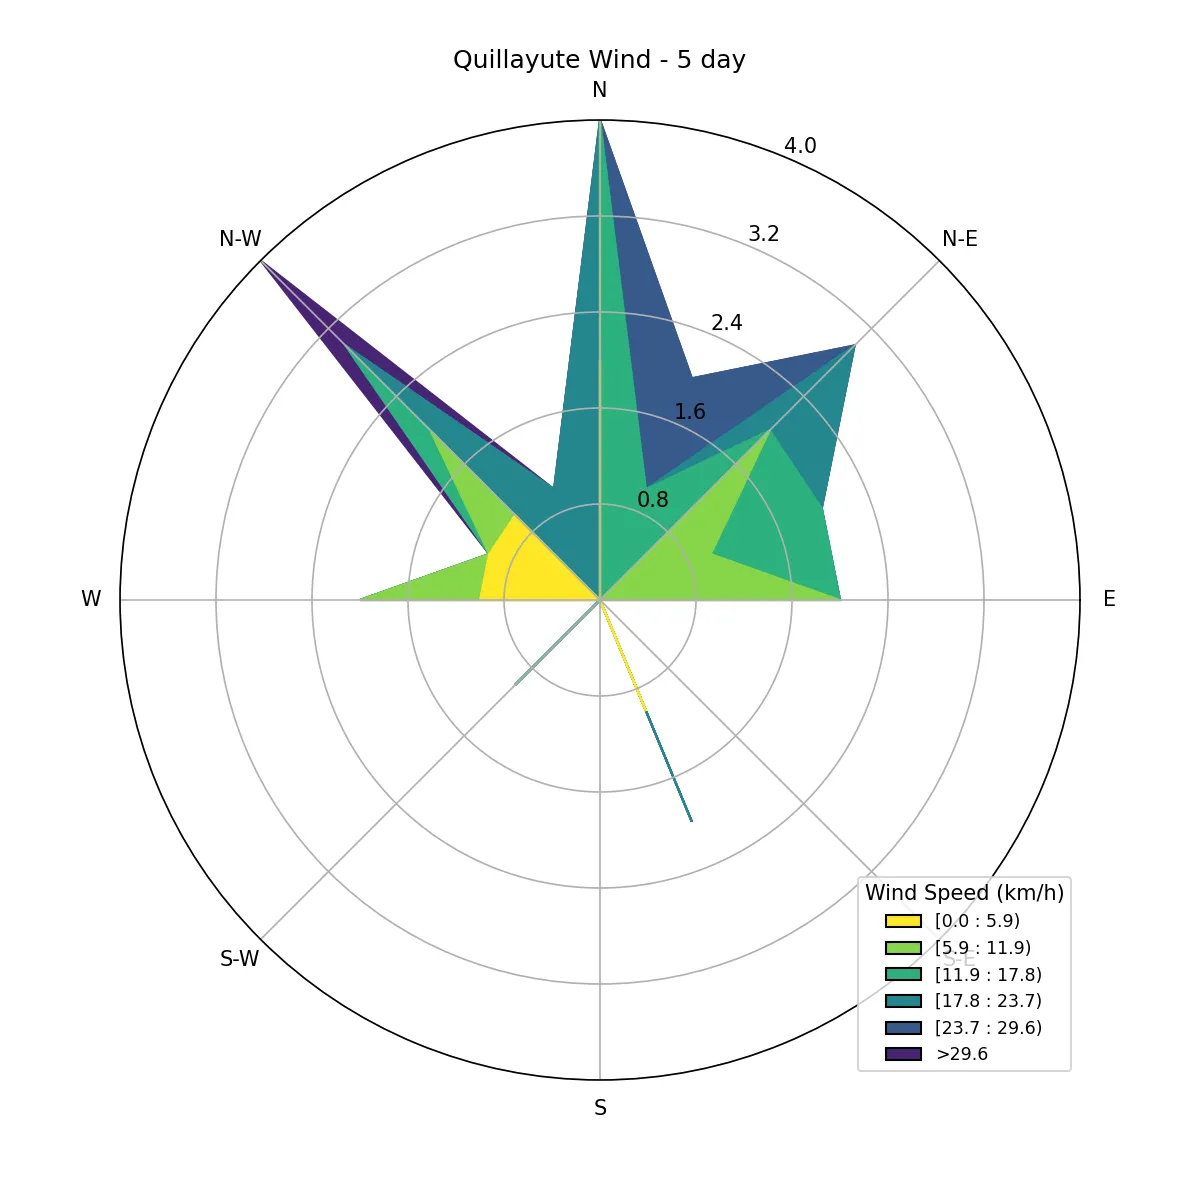 Quillayute Wind - 5 day
N
4.0
N-W
3.2
N-E
2.4
1.6
0.8
W
E
S-W
S-E
S
Wind Speed (km/h)
[0.0 : 5.9)
[5.9 : 11.9)
[11.9 : 17.8)
[17.8 : 23.7)
[23.7 : 29.6)
>29.6